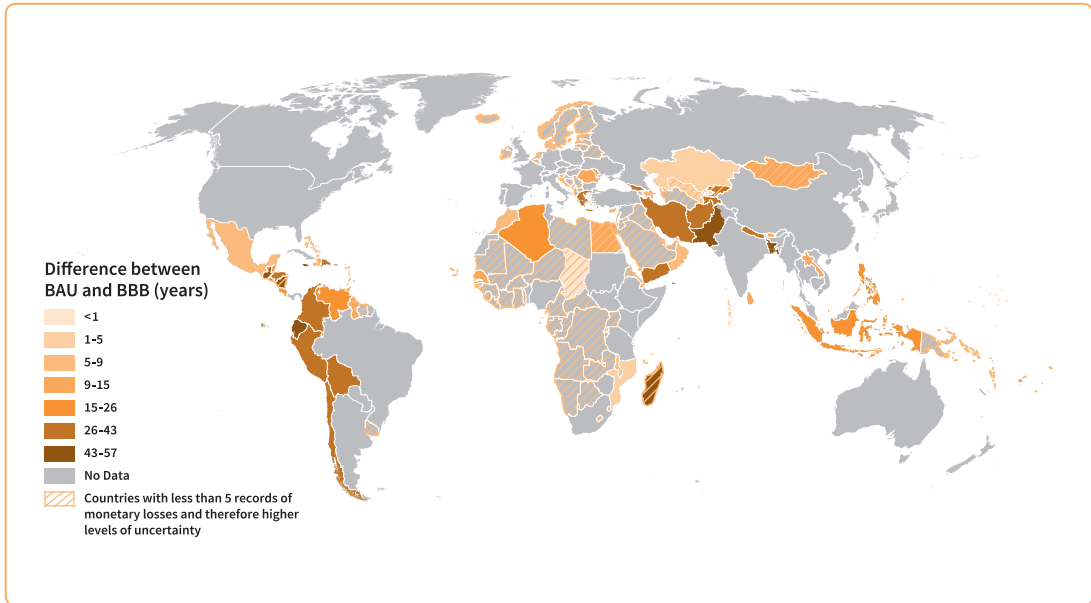 Difference between
BAU and BBB (years)
<1
1-5
5-9
9-15
15-26
26-43
43-57
No Data
Countries with less than 5 records of
monetary losses and therefore higher
levels of uncertainty